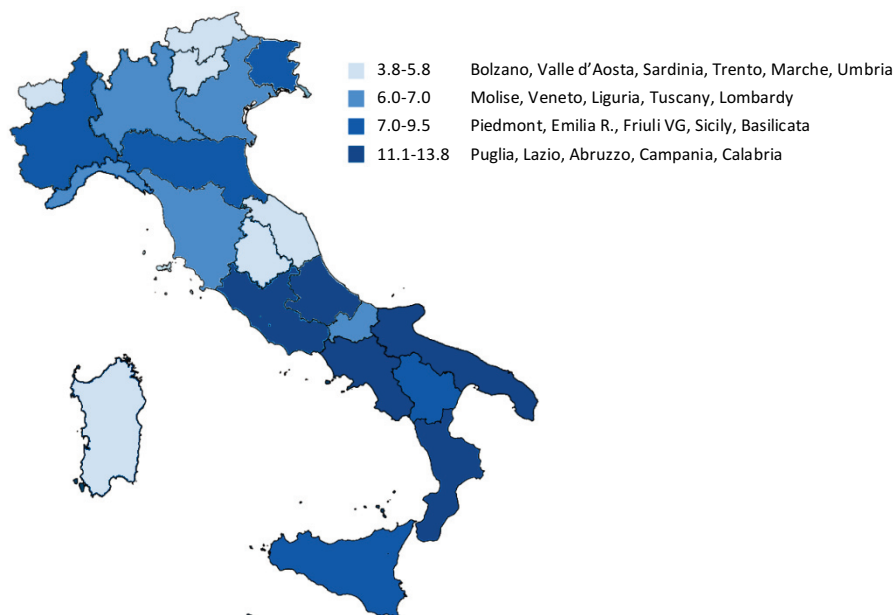 3.8-5.8 Bolzano, Valle d’Aosta, Sardinia, Trento, Marche, Umbria
6.0-7.0 Molise, Veneto, Liguria, Tuscany, Lombardy
7.0-9.5 Piedmont, Emilia R., Friuli VG, Sicily, Basilicata
11.1-13.8 Puglia, Lazio, Abruzzo, Campania, Calabria